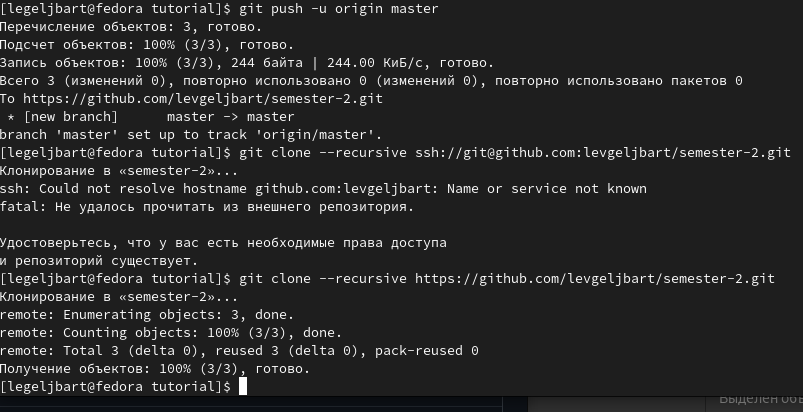 [legeljbart@fedora tutorial]$ git push -u origin master
Перечисление объектов: 3, готово.
Подсчет объектов: 100% (3/3), готово.
Запись объектов: 100% (3/3), 244 байта | 244.00 КиБ/с, готово.
Всего 3 (изменений 0), повторно использовано 0 (изменений 0), повторно использовано пакетов 0
To https://github.com/levgeljbart/semester-2.git
 * [new branch]      master -> master
branch 'master' set up to track 'origin/master'.
[legeljbart@fedora tutorial]$ git clone --recursive ssh://git@github.com:levgeljbart/semester-2.git
Клонирование в «semester-2»...
ssh: Could not resolve hostname github.com:levgeljbart: Name or service not known
fatal: Не удалось прочитать из внешнего репозитория.

Удостоверьтесь, что у вас есть необходимые права доступа
и репозиторий существует.
[legeljbart@fedora tutorial]$ git clone --recursive https://github.com/levgeljbart/semester-2.git
Клонирование в «semester-2»...
remote: Enumerating objects: 3, done.
remote: Counting objects: 100% (3/3), done.
remote: Total 3 (delta 0), reused 3 (delta 0), pack-reused 0
Получение объектов: 100% (3/3), готово.
[legeljbart@fedora tutorial]$
Выделен